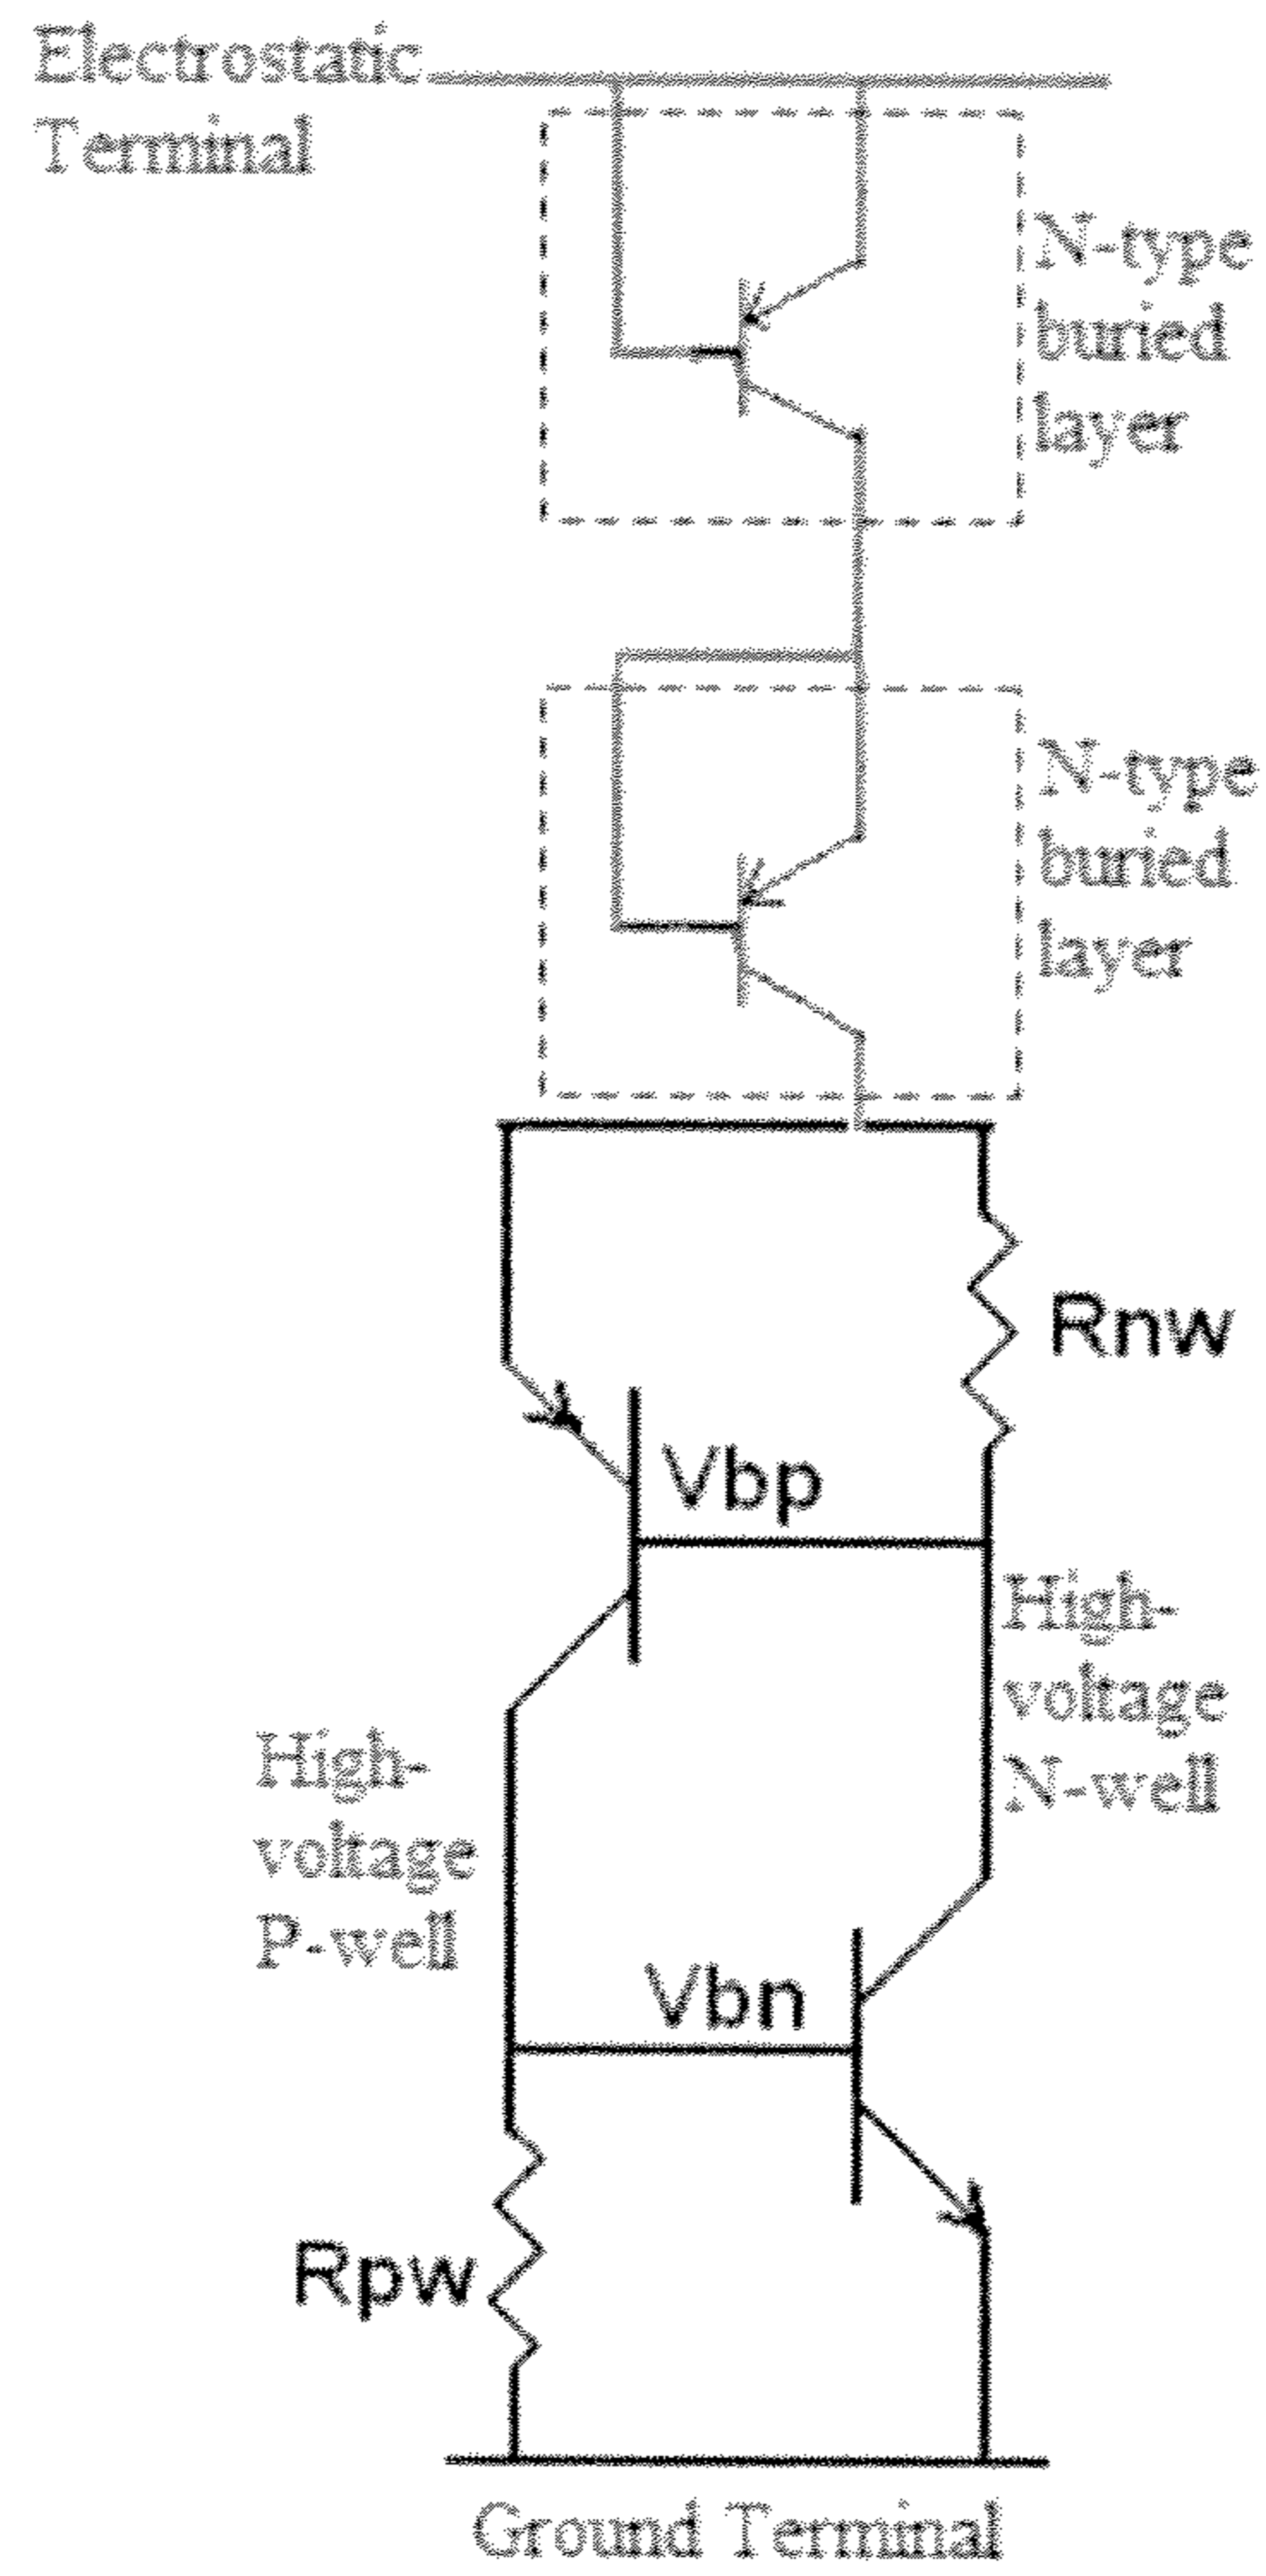 Electrostatic
Terminal
N-type
buried
layer
N-type
buried
layer
Rnw
Vbp
High-
voltage
N-well
High-
voltage
P-well
Vbn
Rpw
Ground Terminal